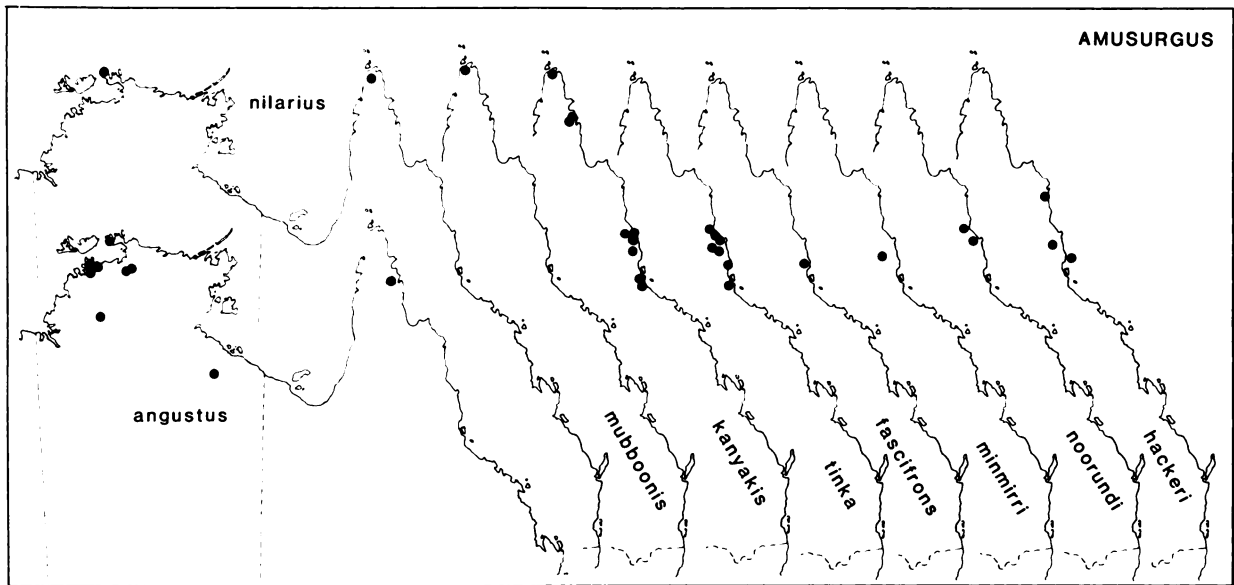 AMUSURGUS
nilarius
angustus
mubboonis
kanyakis
tinka
fascifrons
minmirri
noorundi
hackeri